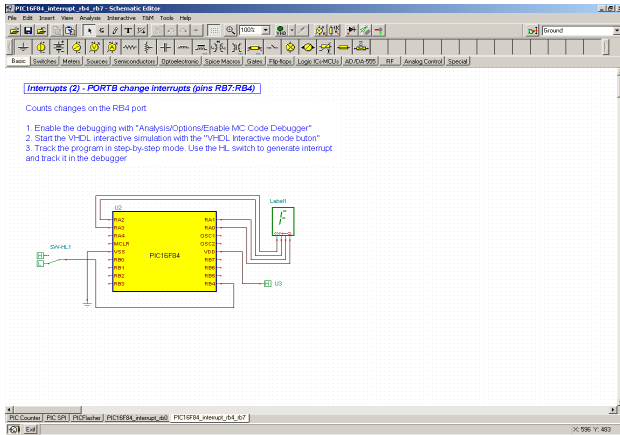 PIC16F84_interrupt_rb4_rb7 - Schematic Editor
File Edit Insert View Analysis Interactive T&M Tools Help
100%
Ground
Basic Switches Meters Sources Semiconductors Optoelectronic Spice Macros Gates Flip-flops Logic ICs-MCUs AD/DA-555 RF Analog Control Special
Interrupts (2) - PORTB change interrupts (pins RB7:RB4)
Counts changes on the RB4 port
1. Enable the debugging with "Analysis/Options/Enable MC Code Debugger"
2. Start the VHDL interactive simulation with the "VHDL Interactive mode buton"
3. Track the program in step-by-step mode. Use the HL switch to generate interrupt
and track it in the debugger
Label1
U2
RA2 RA1
RA3 RA0
RA4 OSC1
MCLR OSC2
VSS VDD
RB0 RB7
RB1 RB6
RB2 RB5
RB3 RB4
PIC16F84
SW-HL1
H
L
H U3
PIC Counter PIC SPI PICFlasher PIC16F84_interrupt_rb0 PIC16F84_interrupt_rb4_rb7
Exit X: 596 Y: 483